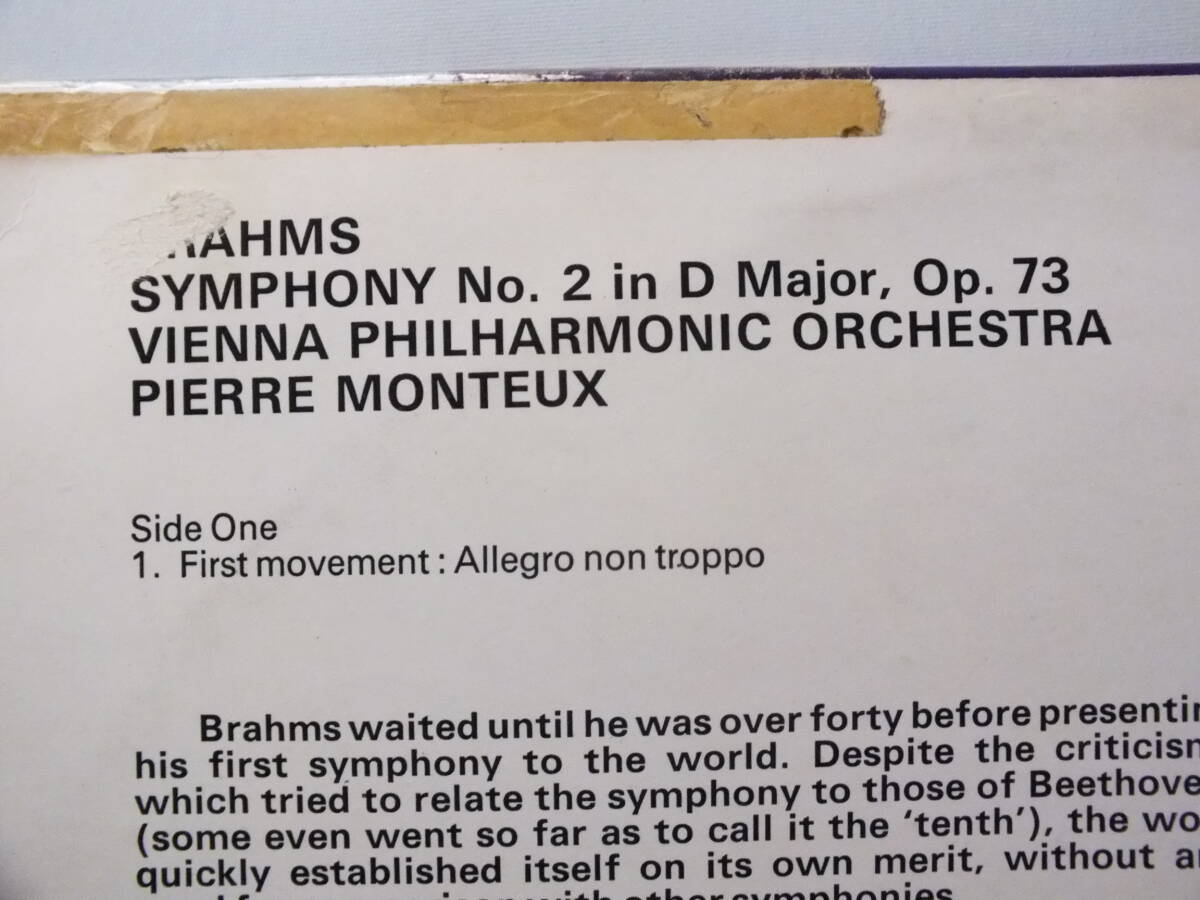 RAHMS
SYMPHONY No. 2 in D Major, Op. 73
VIENNA PHILHARMONIC ORCHESTRA
PIERRE MONTEUX
Side One
1. First movement : Allegro non troppo
Brahms waited until he was over forty before presentin
his first symphony to the world. Despite the criticism
which tried to relate the symphony to those of Beethove
(some even went so far as to call it the ‘tenth’), the wo
quickly established itself on its own merit, without a
with other symphonies